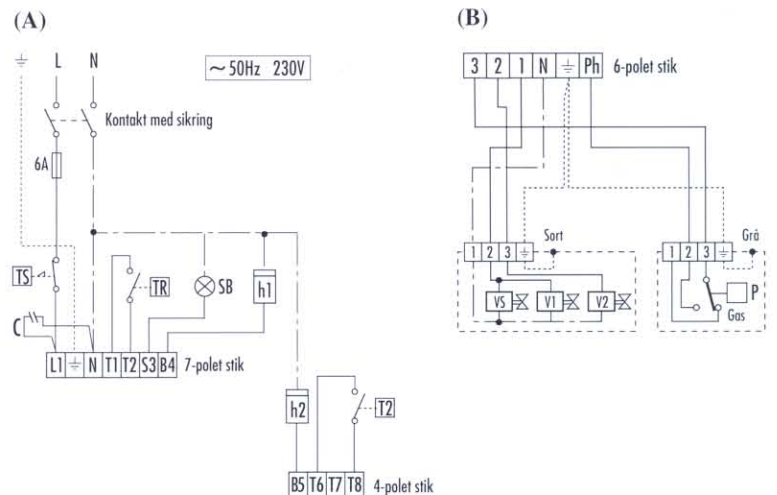 (A)
L N
~ 50Hz 230V
Kontakt med sikring
6A
TS
TR
SB
h1
C
L1 N T1 T2 S3 B4 7-polet stik
h2
T2
B5 T6 T7 T8 4-polet stik
(B)
3 2 1 N Ph 6-polet stik
Sort
Grå
1 2 3
1 2 3
VS V1 V2
P
Gas